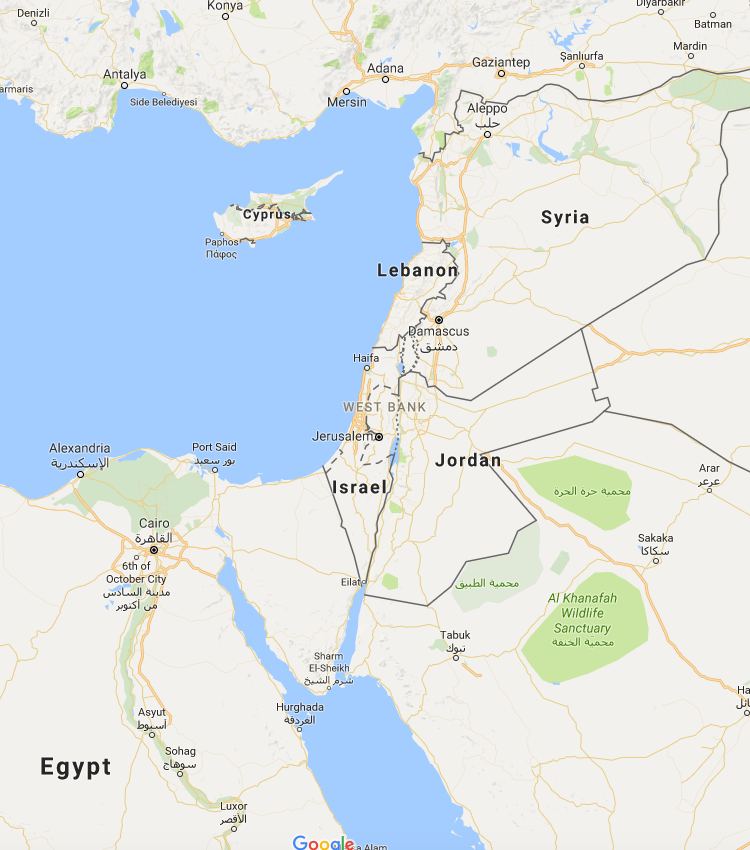 Denizli
Konya
Diyarbakır
Batman
Mardin
Şanlıurfa
Gaziantep
Adana
Antalya
Mersin
Side Belediyesi
armaris
Aleppo
حلب
Cyprus
Paphos
Πάφος
Syria
Lebanon
Damascus
دمشق
Haifa
WEST BANK
Jerusalem
Jordan
Israel
Alexandria
الإسكندرية
Port Said
بور سعيد
Arar
عرعر
محمية حرة الحرة
Cairo
القاهرة
6th of
October City
مدينة السادس
من أكتوبر
Sakaka
سكاكا
Eilat
محمية الطبيق
Al Khanafah
Wildlife
Sanctuary
محمية الخنفة
Tabuk
تبوك
Sharm
El-Sheikh
شرم الشيخ
Ha
ائل
Hurghada
الغردقة
Asyut
أسيوط
Sohag
سوهاج
Egypt
Luxor
الأقصر
Google
a Alam